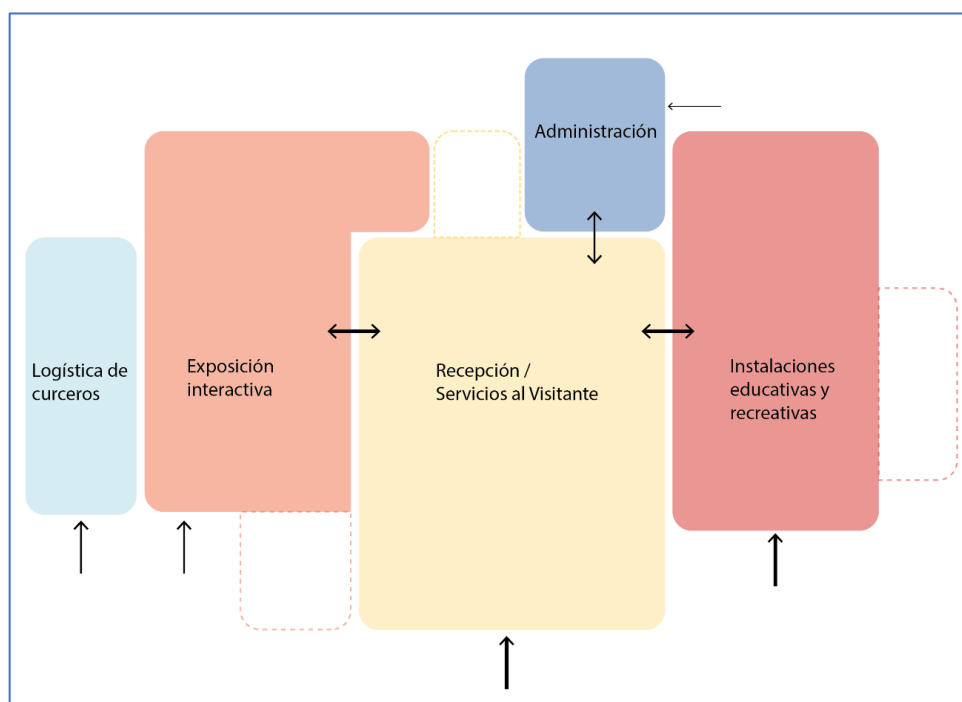 Administración
Logística de
curceros
Exposición
interactiva
Recepción /
Servicios al Visitante
Instalaciones
educativas y
recreativas